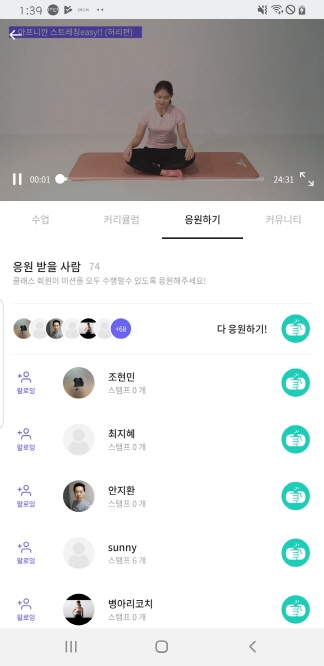 1:39
아프니깐 스트레칭easy!! (허리편)
00:01
24:31
수업 커리큘럼 응원하기 커뮤니티
응원 받을 사람 74
클래스 회원이 미션을 모두 수행할수 있도록 응원해주세요!
+68 다 응원하기!
팔로잉 조현민
스탬프 0 개
팔로잉 최지혜
스탬프 0 개
팔로잉 안지환
스탬프 0 개
팔로잉 sunny
스탬프 6 개
팔로잉 병아리코치
스탬프 0 개